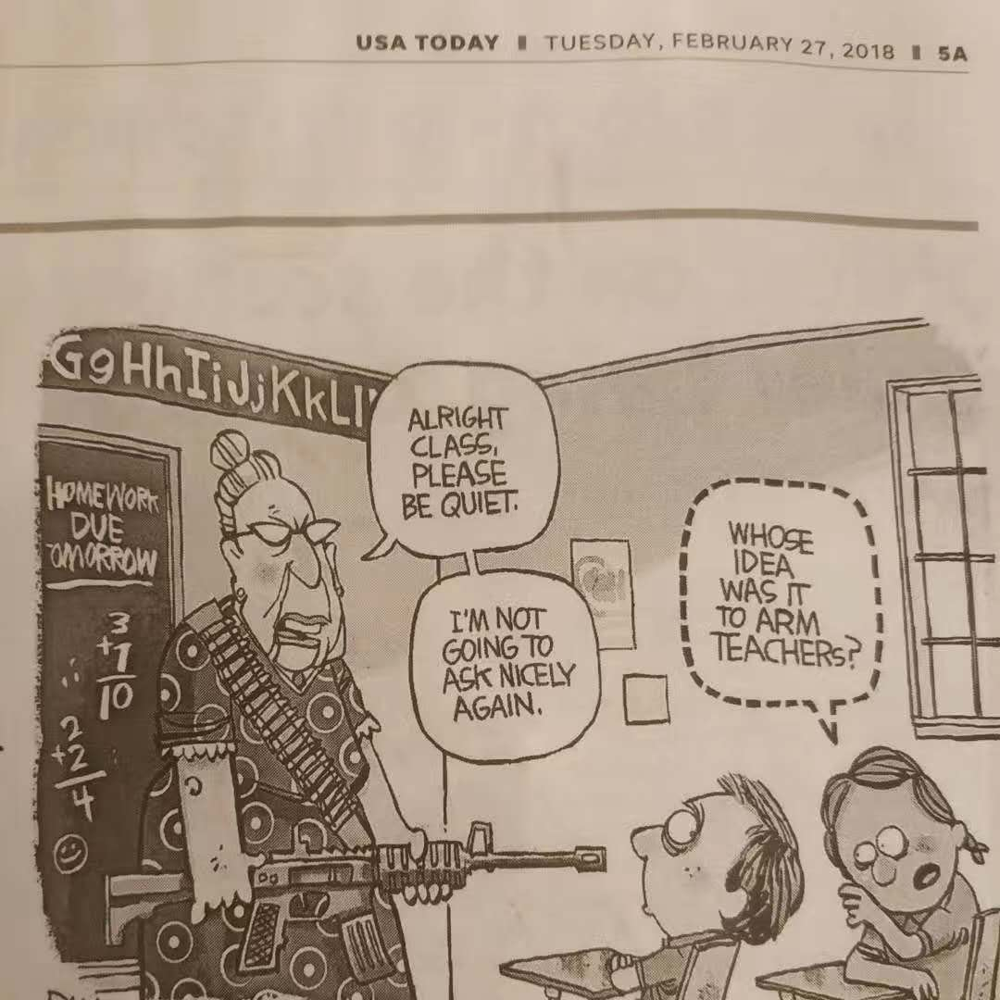 USA TODAY ▮ TUESDAY, FEBRUARY 27, 2018 ▮ 5A
GgHhIiJjKkLl
HOMEWORK
DUE
TOMORROW
3
+7
10
2
+2
4
ALRIGHT
CLASS,
PLEASE
BE QUIET.
I'M NOT
GOING TO
ASK NICELY
AGAIN.
WHOSE
IDEA
WAS IT
TO ARM
TEACHERS?